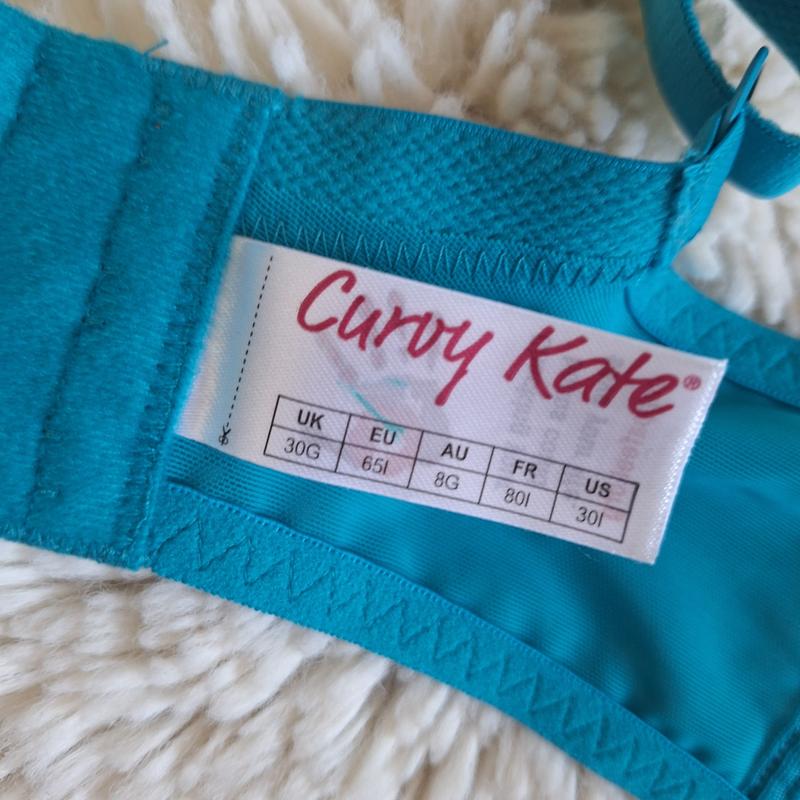 Curvy Kate®
UK EU AU FR US
30G 65I 8G 80I 30I